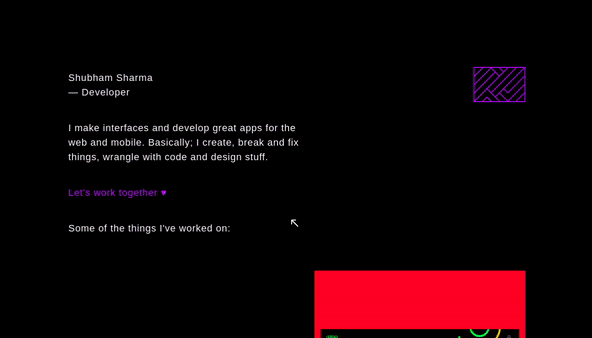 Shubham Sharma
— Developer
I make interfaces and develop great apps for the
web and mobile. Basically; I create, break and fix
things, wrangle with code and design stuff.
Let's work together ♥
Some of the things I've worked on: